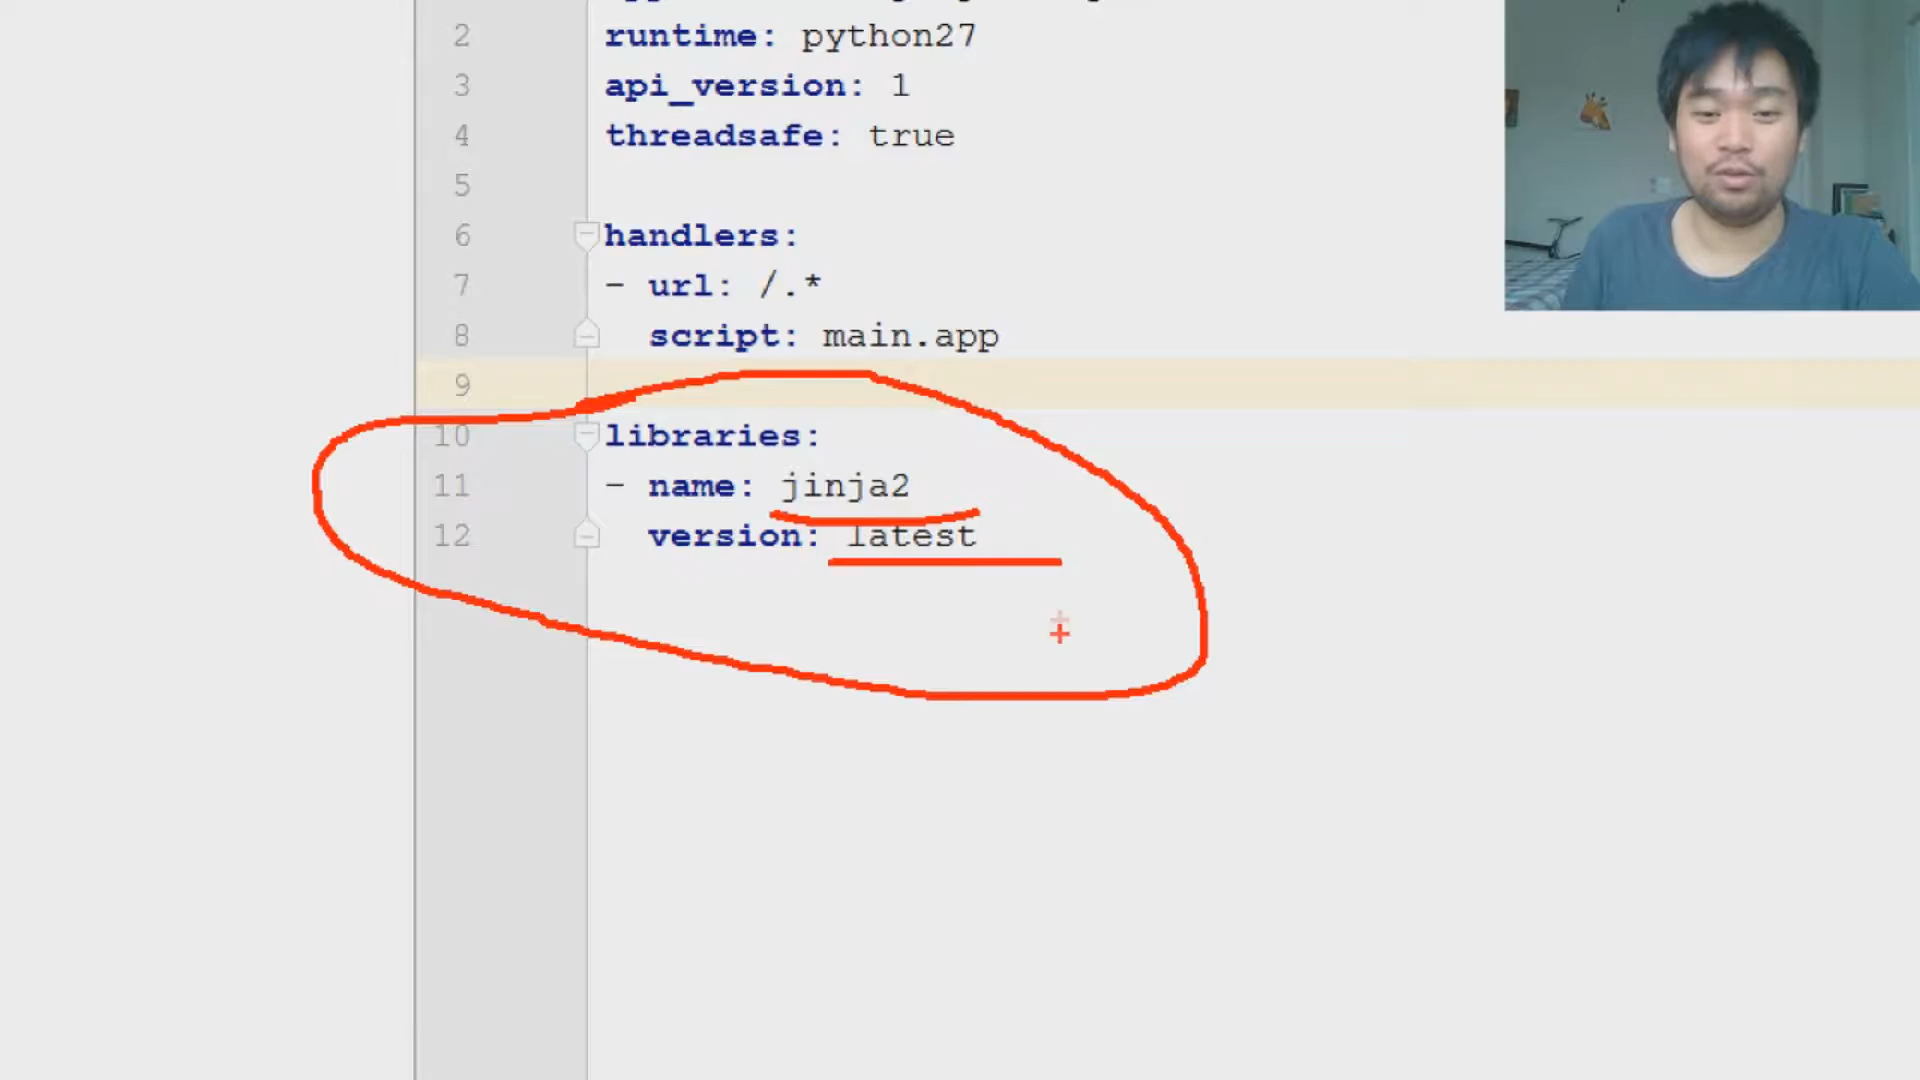 2 runtime: python27
3 api_version: 1
4 threadsafe: true
5
6 handlers:
7 - url: /.*
8 script: main.app
9
10 libraries:
11 - name: jinja2
12 version: latest